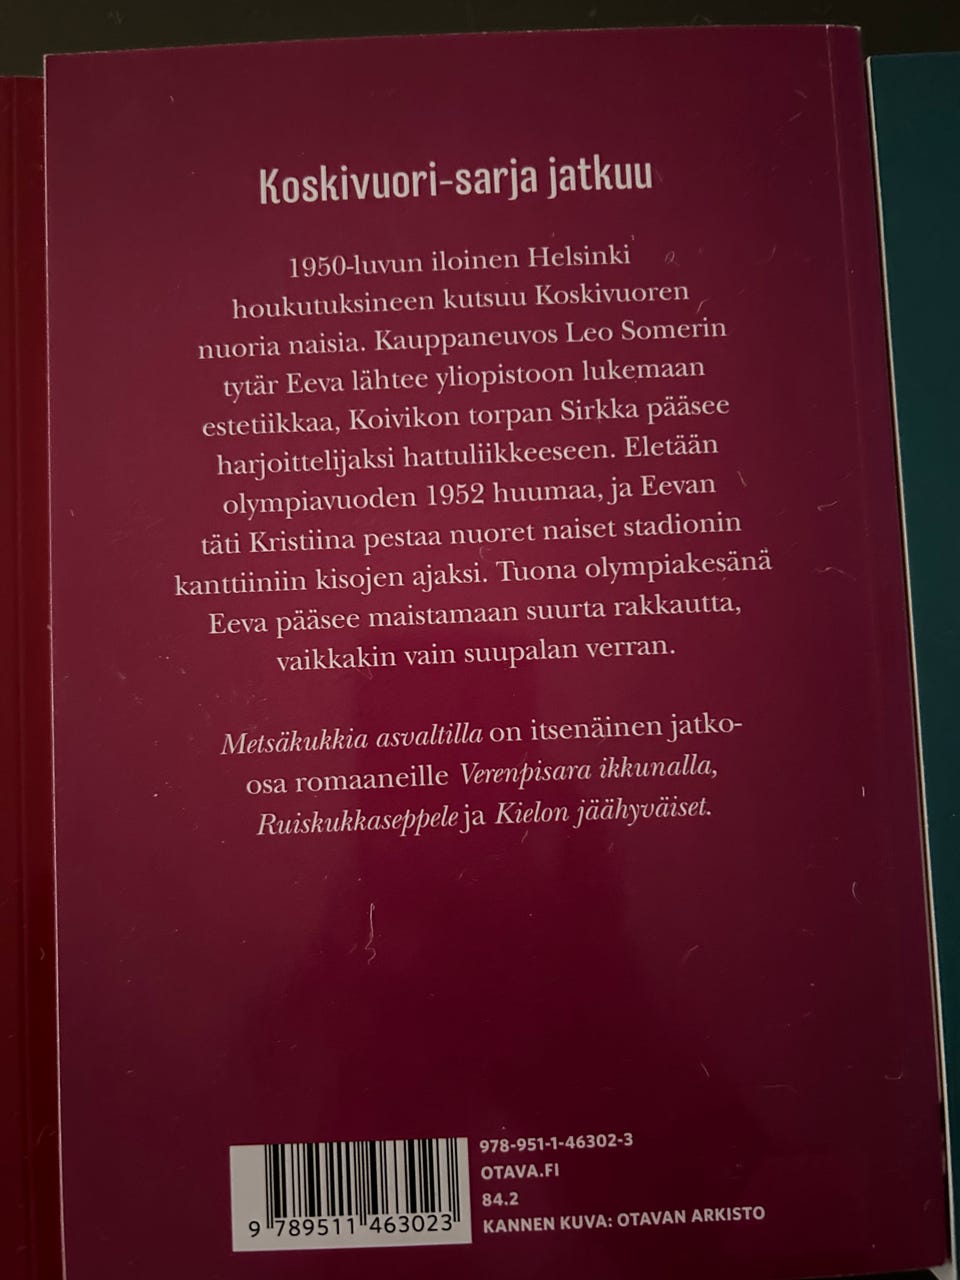 Koskivuori-sarja jatkuu
1950-luvun iloinen Helsinki
houkutuksineen kutsuu Koskivuoren
nuoria naisia. Kauppaneuvos Leo Somerin
tytär Eeva lähtee yliopistoon lukemaan
estetiikkaa, Koivikon torpan Sirkka pääsee
harjoittelijaksi hattuliikkeeseen. Eletään
olympiavuoden 1952 huumaa, ja Eevan
täti Kristiina pestaa nuoret naiset stadionin
kanttiiniin kisojen ajaksi. Tuona olympiakesänä
Eeva pääsee maistamaan suurta rakkautta,
vaikkakin vain suupalan verran.
Metsäkukkia asvaltilla on itsenäinen jatko-
osa romaaneille Verenpisara ikkunalla,
Ruiskukkaseppele ja Kielon jäähyväiset.
978-951-1-46302-3
OTAVA.FI
84.2
KANNEN KUVA: OTAVAN ARKISTO
9 789511 463023